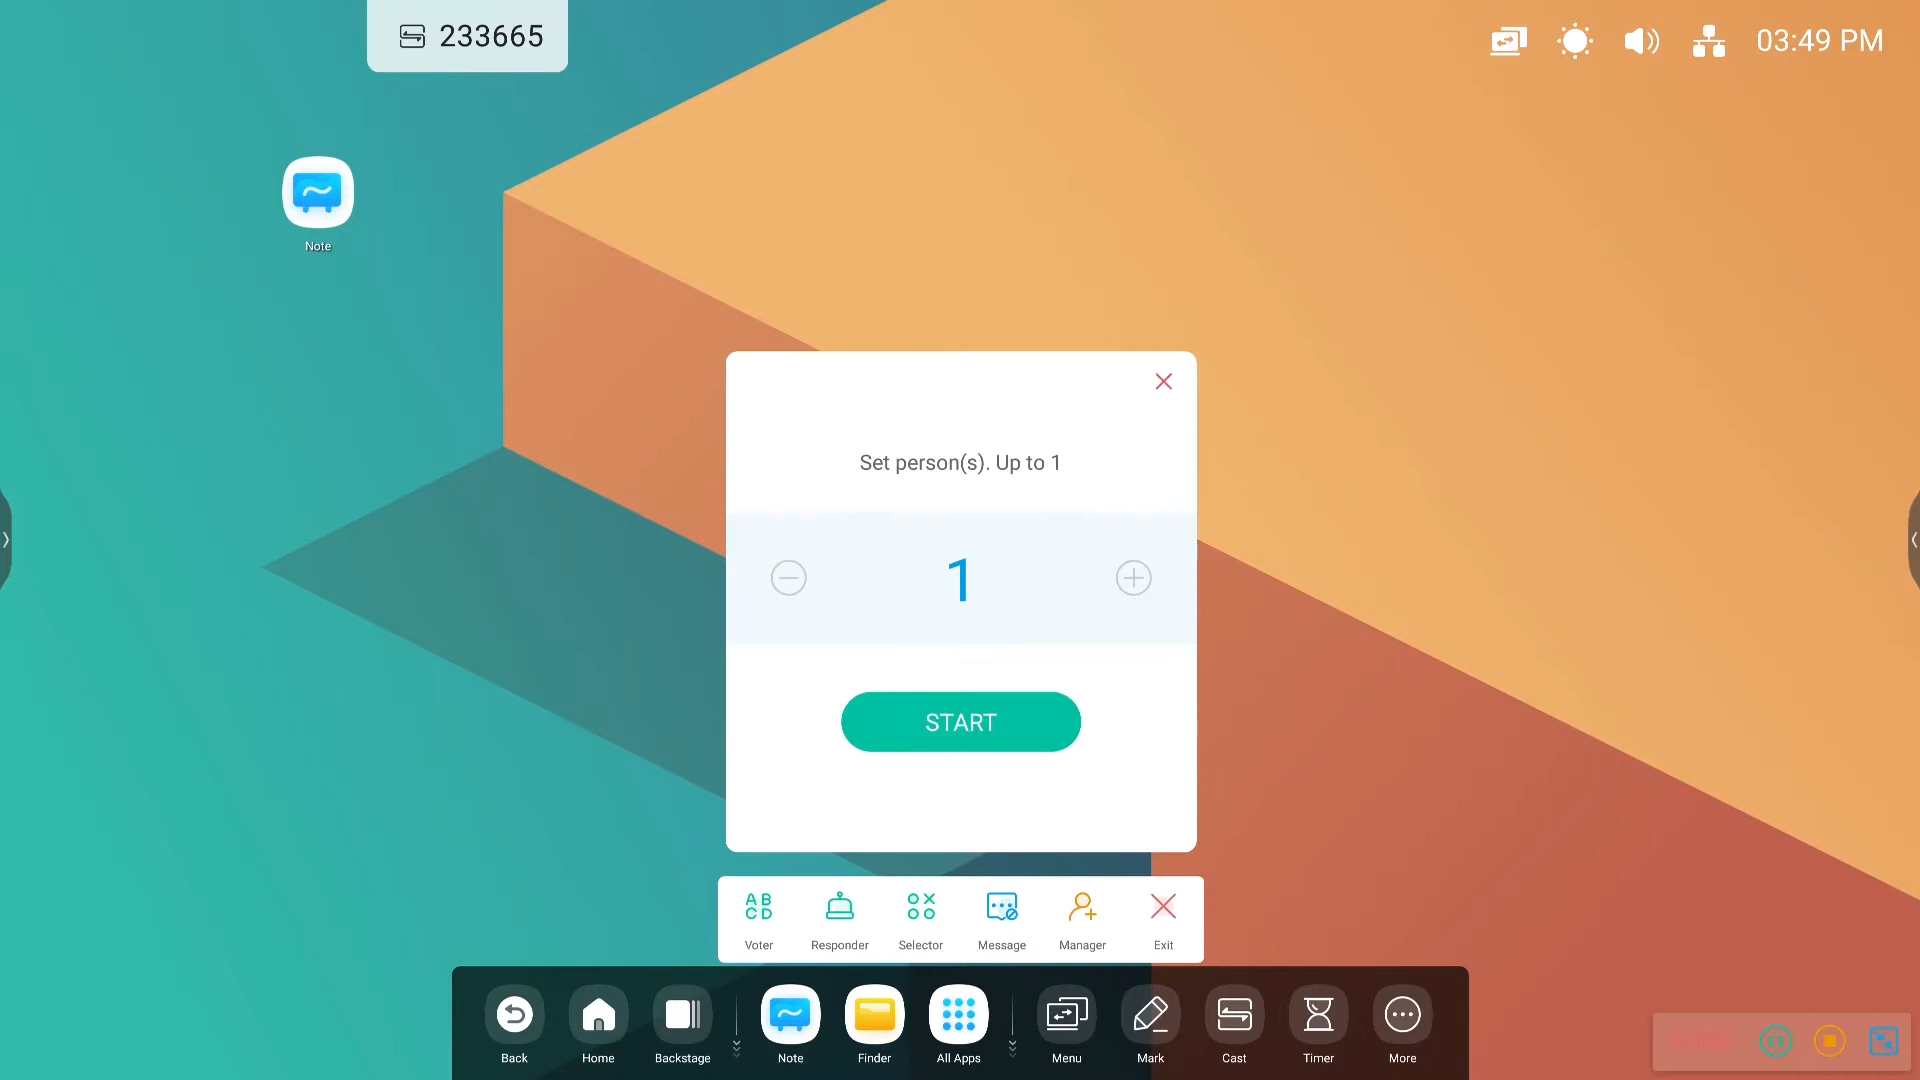 233665
03:49 PM
Note
Set person(s). Up to 1
1
START
A B
C D
Voter
Responder
Selector
Message
Manager
Exit
Back
Home
Backstage
Note
Finder
All Apps
Menu
Mark
Cast
Timer
More